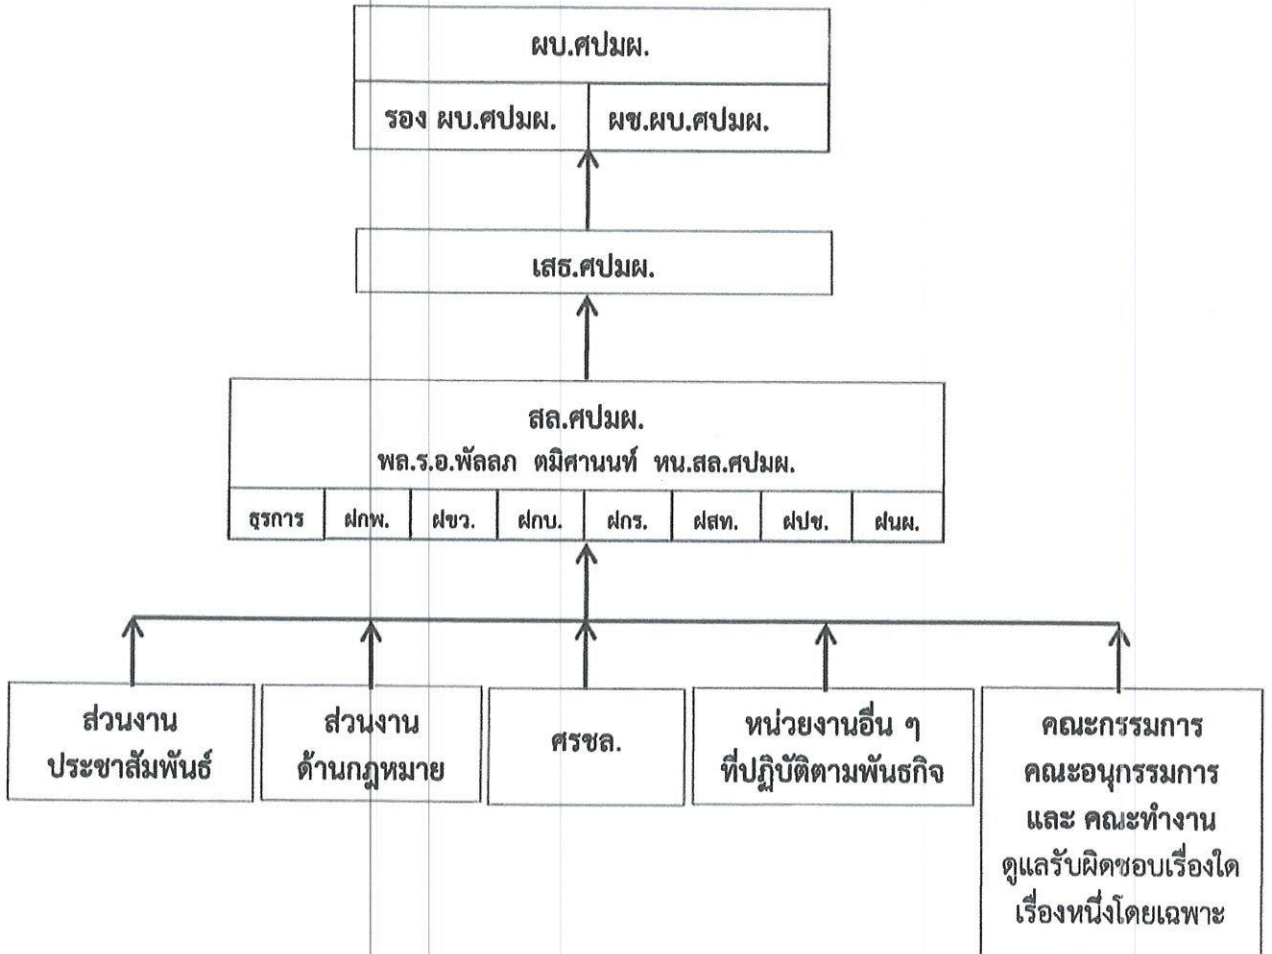 ผบ.ศปมผ.
รอง ผบ.ศปมผ. ผช.ผบ.ศปมผ.
เสธ.ศปมผ.
สล.ศปมผ.
พล.ร.อ.พัลลภ ตมิศานนท์ หน.สล.ศปมผ.
ธุรการ ฝกพ. ฝขว. ฝกบ. ฝกร. ฝสท. ฝปช. ฝนผ.
ส่วนงาน
ประชาสัมพันธ์
ส่วนงาน
ด้านกฎหมาย
ศรชล.
หน่วยงานอื่น ๆ
ที่ปฏิบัติตามพันธกิจ
คณะกรรมการ
คณะอนุกรรมการ
และ คณะทำงาน
ดูแลรับผิดชอบเรื่องใด
เรื่องหนึ่งโดยเฉพาะ